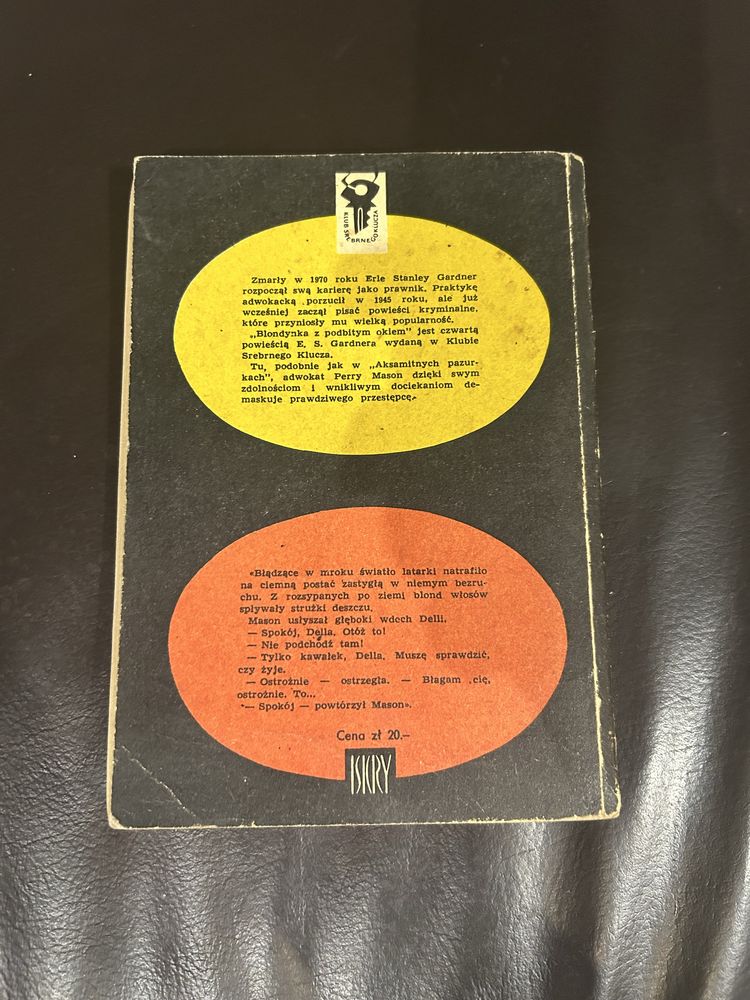 KLUB SREBRNEGO KLUCZA
Zmarły w 1970 roku Erle Stanley Gardner
rozpoczął swą karierę jako prawnik. Praktykę
adwokacką porzucił w 1945 roku, ale już
wcześniej zaczął pisać powieści kryminalne,
które przyniosły mu wielką popularność.
„Blondynka z podbitym okiem” jest czwartą
powieścią E. S. Gardnera wydaną w Klubie
Srebrnego Klucza.
Tu, podobnie jak w „Aksamitnych pazur-
kach”, adwokat Perry Mason dzięki swym
zdolnościom i wnikliwym dociekaniom de-
maskuje prawdziwego przestępcę.
«Błądzące w mroku światło latarki natrafiło
na ciemną postać zastygłą w niemym bezru-
chu. Z rozsypanych po ziemi blond włosów
spływały strużki deszczu.
Mason usłyszał głęboki wdech Delli.
— Spokój, Della. Otóż to!
— Nie podchodź tam!
— Tylko kawałek, Della. Muszę sprawdzić,
czy żyje.
— Ostrożnie — ostrzegła. — Błagam cię,
ostrożnie. To...
— Spokój — powtórzył Mason».
Cena zł 20.–
ISKRY